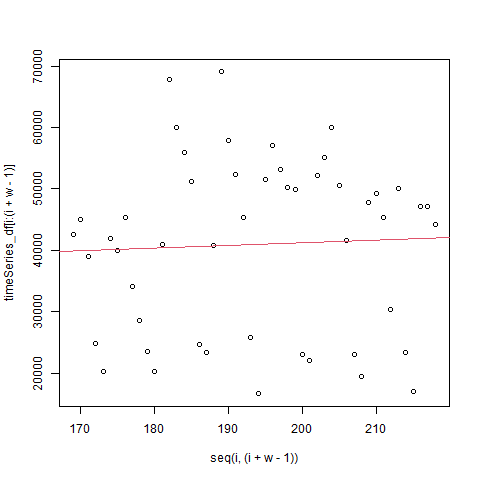 70000
60000
50000
40000
30000
20000
timeSeries_df[i:(i + w - 1)]
170 180 190 200 210
seq(i, (i + w - 1))